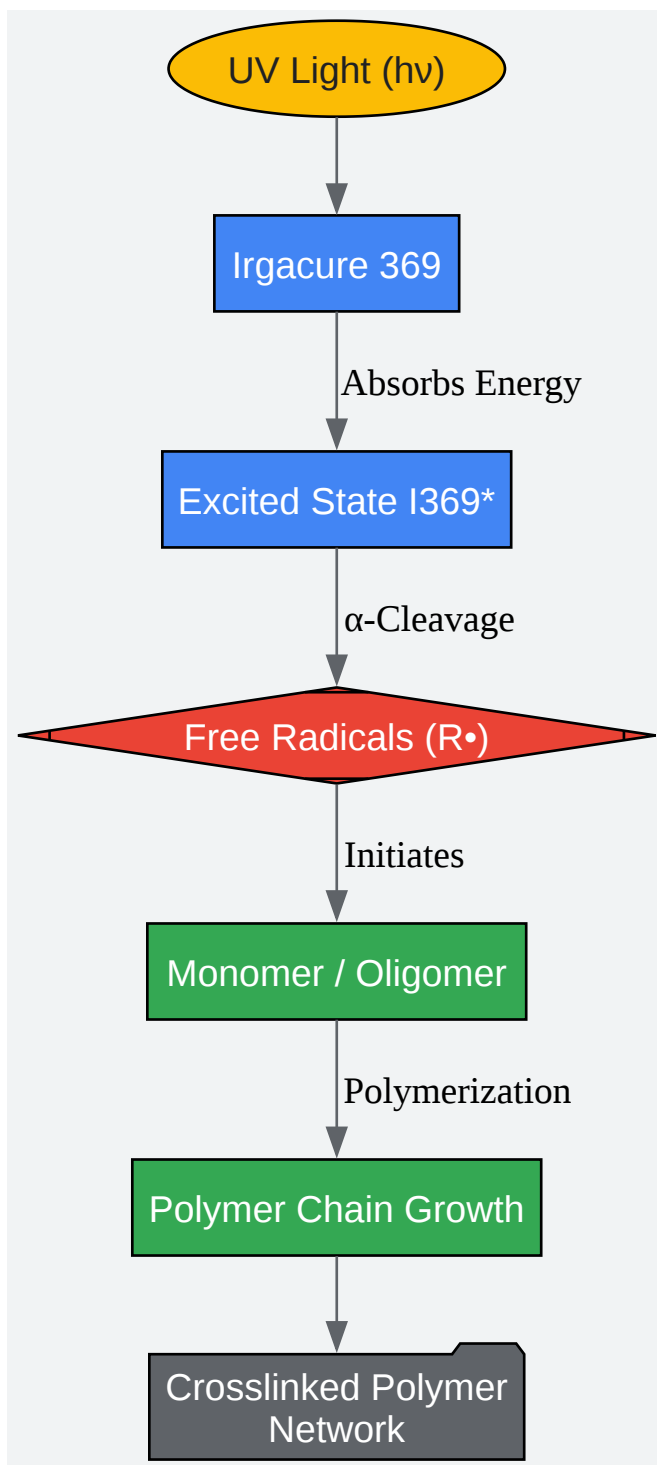 UV Light (hν)
Irgacure 369
Absorbs Energy
Excited State I369*
α-Cleavage
Free Radicals (R•)
Initiates
Monomer / Oligomer
Polymerization
Polymer Chain Growth
Crosslinked Polymer
Network